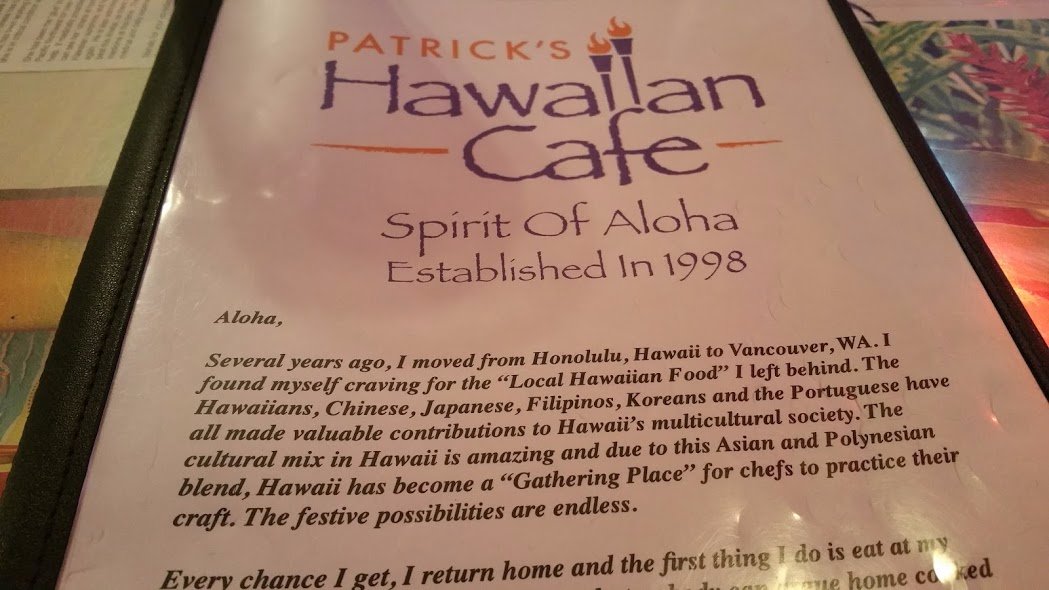 PATRICK'S
Hawaiian
Cafe
Spirit Of Aloha
Established In 1998
Aloha,
Several years ago, I moved from Honolulu, Hawaii to Vancouver, WA. I
found myself craving for the “Local Hawaiian Food” I left behind. The
Hawaiians, Chinese, Japanese, Filipinos, Koreans and the Portuguese have
all made valuable contributions to Hawaii's multicultural society. The
cultural mix in Hawaii is amazing and due to this Asian and Polynesian
blend, Hawaii has become a “Gathering Place” for chefs to practice their
craft. The festive possibilities are endless.
Every chance I get, I return home and the first thing I do is eat at my
home cooked